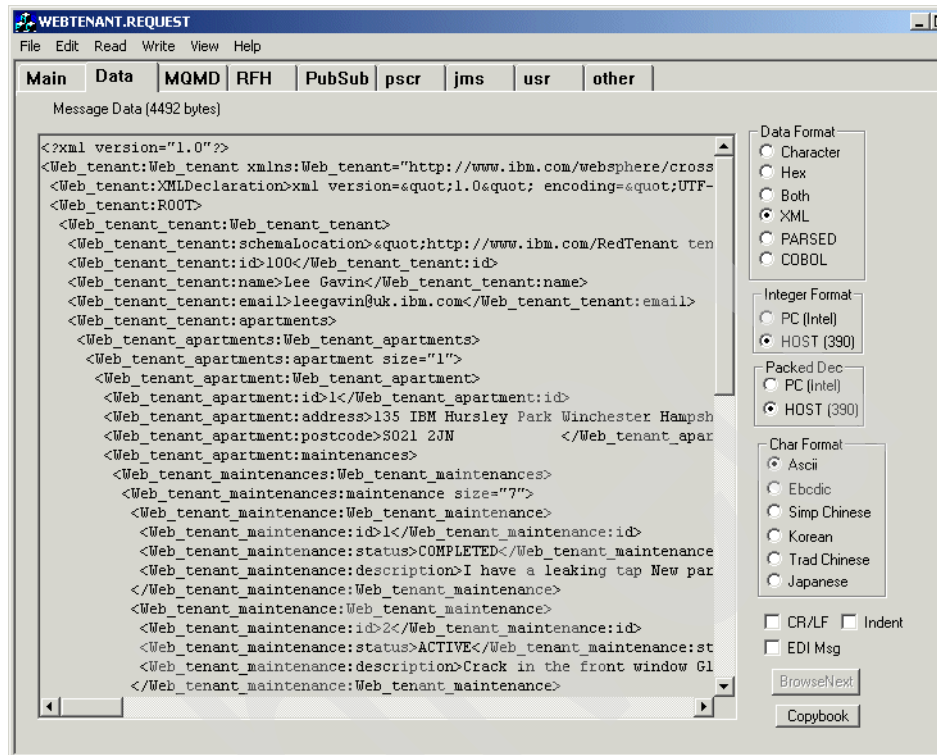 WEBTENANT.REQUEST
File Edit Read Write View Help
Main Data MQMD RFH PubSub pscr jms usr other
Message Data (4492 bytes)
<?xml version="1.0"?>
<Web_tenant:Web_tenant xmlns:Web_tenant="http://www.ibm.com/websphere/cross
<Web_tenant:XMLDeclaration>xml version=&quot;1.0&quot; encoding=&quot;UTF-
<Web_tenant:ROOT>
<Web_tenant_tenant:Web_tenant_tenant>
<Web_tenant_tenant:schemaLocation>&quot;http://www.ibm.com/RedTenant ten
<Web_tenant_tenant:id>100</Web_tenant_tenant:id>
<Web_tenant_tenant:name>Lee Gavin</Web_tenant_tenant:name>
<Web_tenant_tenant:email>leegavin@uk.ibm.com</Web_tenant_tenant:email>
<Web_tenant_tenant:apartments>
<Web_tenant_apartments:Web_tenant_apartments>
<Web_tenant_apartments:apartment size="1">
<Web_tenant_apartment:Web_tenant_apartment>
<Web_tenant_apartment:id>1</Web_tenant_apartment:id>
<Web_tenant_apartment:address>135 IBM Hursley Park Winchester Hampsh
<Web_tenant_apartment:postcode>SO21 2JN </Web_tenant_apar
<Web_tenant_apartment:maintenances>
<Web_tenant_maintenances:Web_tenant_maintenances>
<Web_tenant_maintenances:maintenance size="7">
<Web_tenant_maintenance:Web_tenant_maintenance>
<Web_tenant_maintenance:id>1</Web_tenant_maintenance:id>
<Web_tenant_maintenance:status>COMPLETED</Web_tenant_maintenance
<Web_tenant_maintenance:description>I have a leaking tap New par
</Web_tenant_maintenance:Web_tenant_maintenance>
<Web_tenant_maintenance:Web_tenant_maintenance>
<Web_tenant_maintenance:id>2</Web_tenant_maintenance:id>
<Web_tenant_maintenance:status>ACTIVE</Web_tenant_maintenance:st
<Web_tenant_maintenance:description>Crack in the front window Gl
</Web_tenant_maintenance:Web_tenant_maintenance>
Data Format
Character
Hex
Both
XML
PARSED
COBOL
Integer Format
PC (Intel)
HOST (390)
Packed Dec
PC (Intel)
HOST (390)
Char Format
Ascii
Ebcdic
Simp Chinese
Korean
Trad Chinese
Japanese
CR/LF Indent
EDI Msg
BrowseNext
Copybook